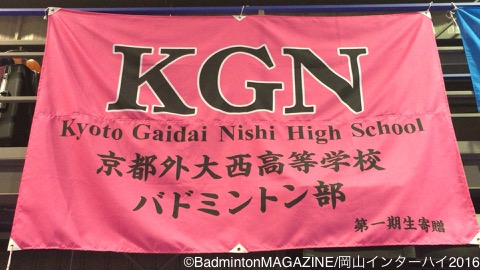 KGN
Kyoto Gaidai Nishi High School
京都外大西高等学校
バドミントン部
第一期生寄贈
©BadmintonMAGAZINE/岡山インターハイ2016